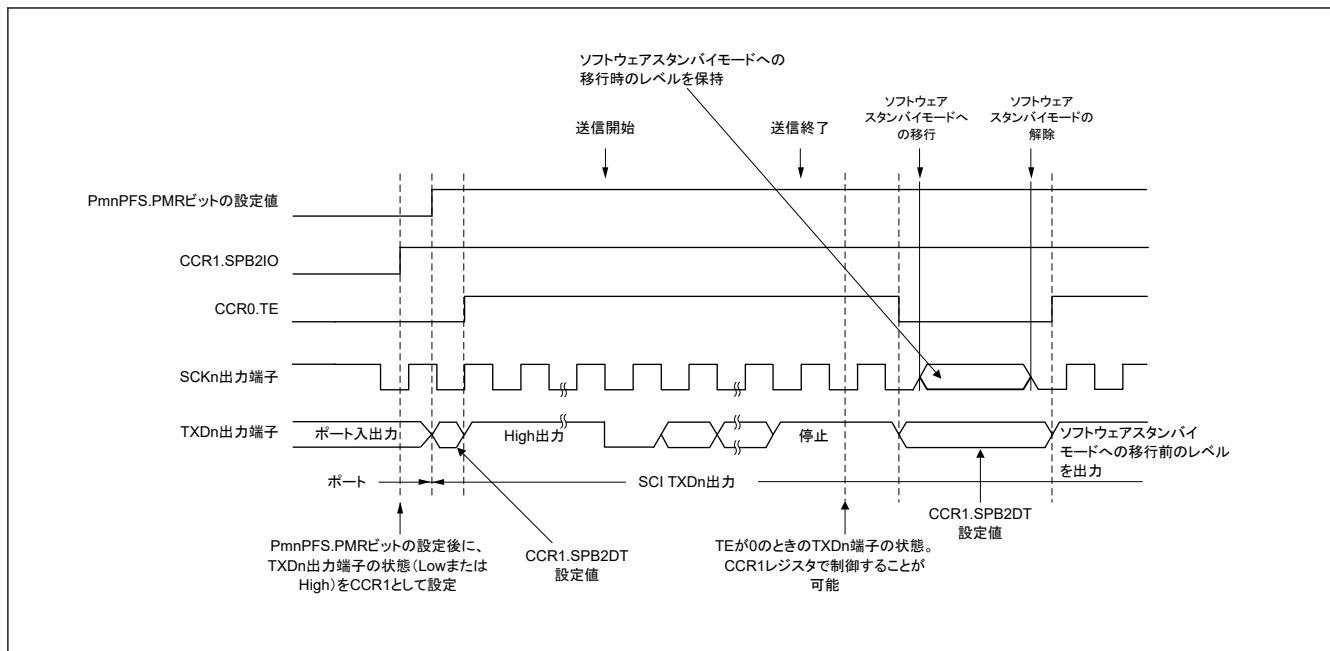 ソフトウェアスタンバイモードへの
移行時のレベルを保持
送信開始
送信終了
ソフトウェア
スタンバイモードへ
の移行
ソフトウェア
スタンバイモードの
解除
PmnPFS.PMRビットの設定値
CCR1.SPB2IO
CCR0.TE
SCKn出力端子
TXDn出力端子
ポート入出力
High出力
停止
ソフトウェアスタンバイ
モードへの移行前のレベル
を出力
ポート
SCI TXDn出力
PmnPFS.PMRビットの設定後に、
TXDn出力端子の状態（Lowまたは
High）をCCR1として設定
CCR1.SPB2DT
設定値
TEが0のときのTXDn端子の状態。
CCR1レジスタで制御することが
可能
CCR1.SPB2DT
設定値